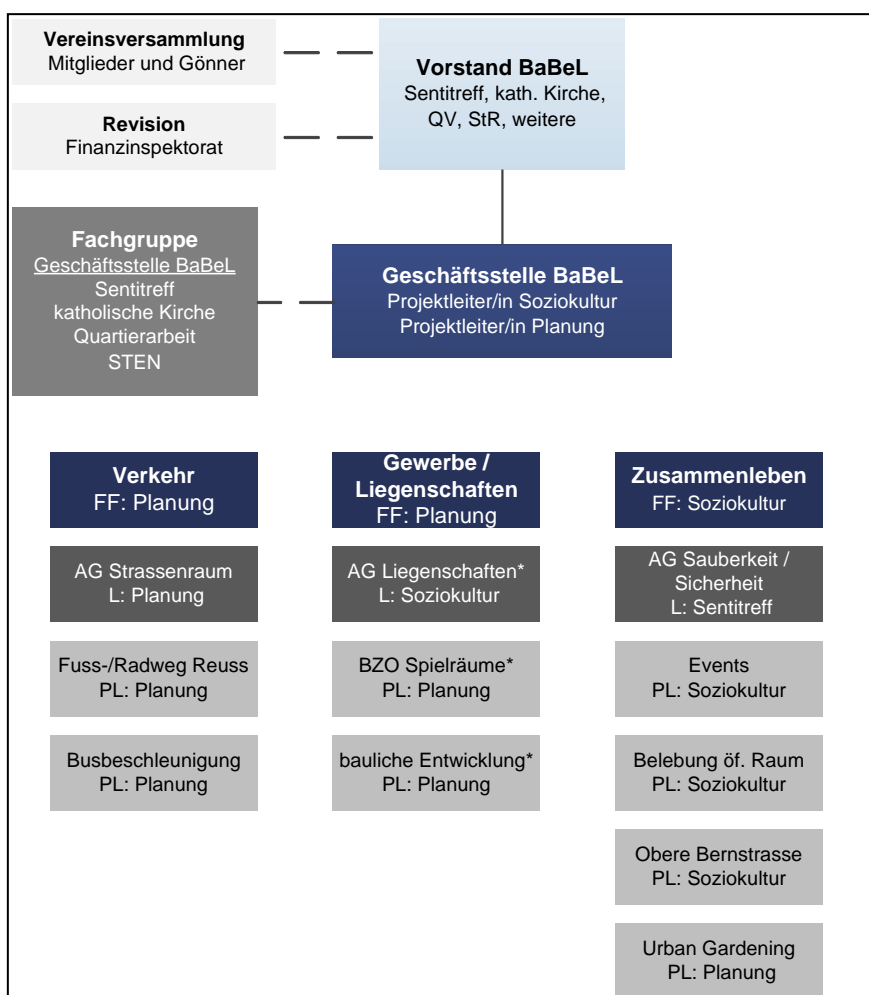 Vereinsversammlung
Mitglieder und Gönner
Revision
Finanzinspektorat
Vorstand BaBeL
Sentitreff, kath. Kirche,
QV, StR, weitere
Fachgruppe
Geschäftsstelle BaBeL
Sentitreff
katholische Kirche
Quartierarbeit
STEN
Geschäftsstelle BaBeL
Projektleiter/in Soziokultur
Projektleiter/in Planung
Verkehr
FF: Planung
AG Strassenraum
L: Planung
Fuss-/Radweg Reuss
PL: Planung
Busbeschleunigung
PL: Planung
Gewerbe /
Liegenschaften
FF: Planung
AG Liegenschaften*
L: Soziokultur
BZO Spielräume*
PL: Planung
bauliche Entwicklung*
PL: Planung
Zusammenleben
FF: Soziokultur
AG Sauberkeit /
Sicherheit
L: Sentitreff
Events
PL: Soziokultur
Belebung öf. Raum
PL: Soziokultur
Obere Bernstrasse
PL: Soziokultur
Urban Gardening
PL: Planung